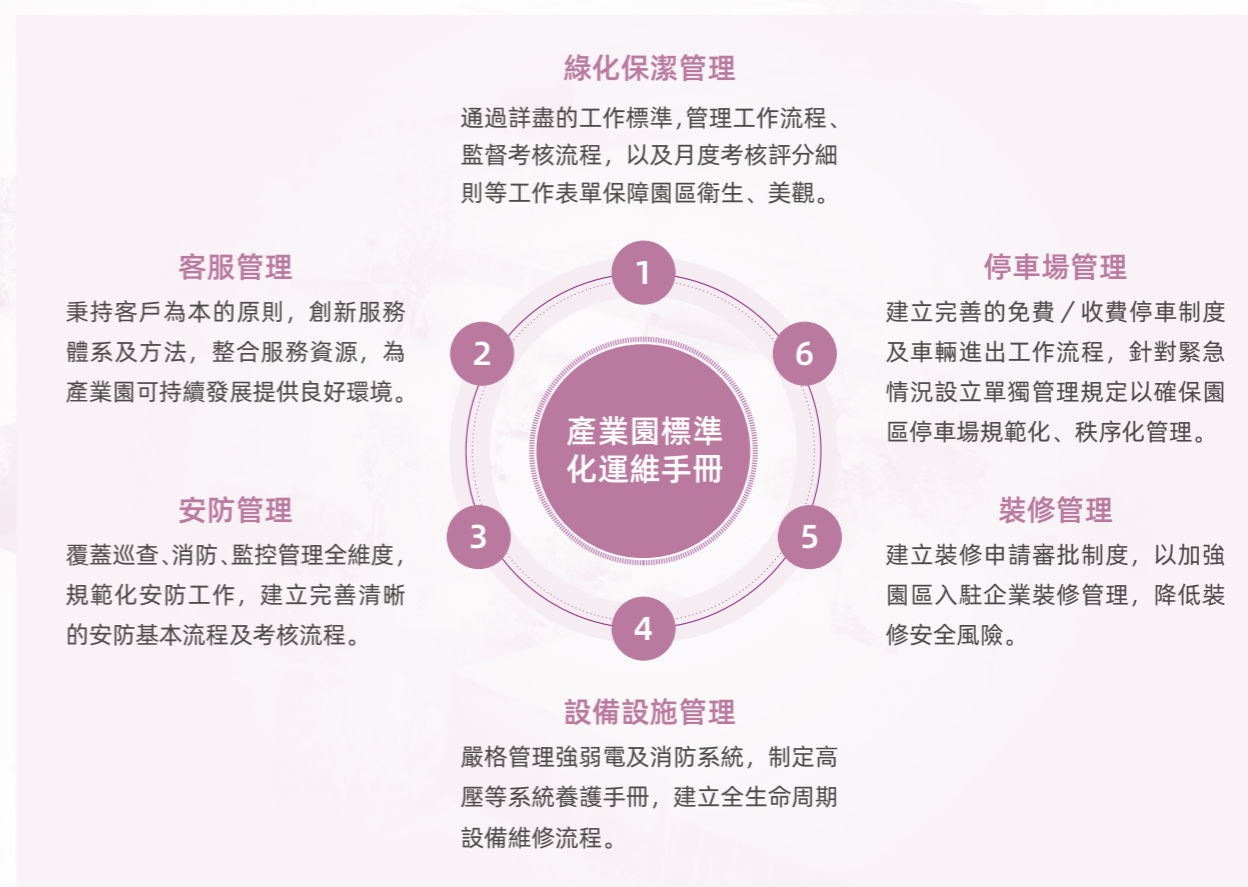 綠化保潔管理
通過詳盡的工作標準,管理工作流程、
監督考核流程，以及月度考核評分細
則等工作表單保障園區衛生、美觀。
1
客服管理
秉持客戶為本的原則，創新服務
體系及方法，整合服務資源，為
產業園可持續發展提供良好環境。
2
安防管理
覆蓋巡查、消防、監控管理全維度，
規範化安防工作，建立完善清晰
的安防基本流程及考核流程。
3
產業園標準
化運維手冊
4
設備設施管理
嚴格管理強弱電及消防系統，制定高
壓等系統養護手冊，建立全生命周期
設備維修流程。
5
裝修管理
建立裝修申請審批制度，以加強
園區入駐企業裝修管理，降低裝
修安全風險。
6
停車場管理
建立完善的免費／收費停車制度
及車輛進出工作流程，針對緊急
情況設立單獨管理規定以確保園
區停車場規範化、秩序化管理。